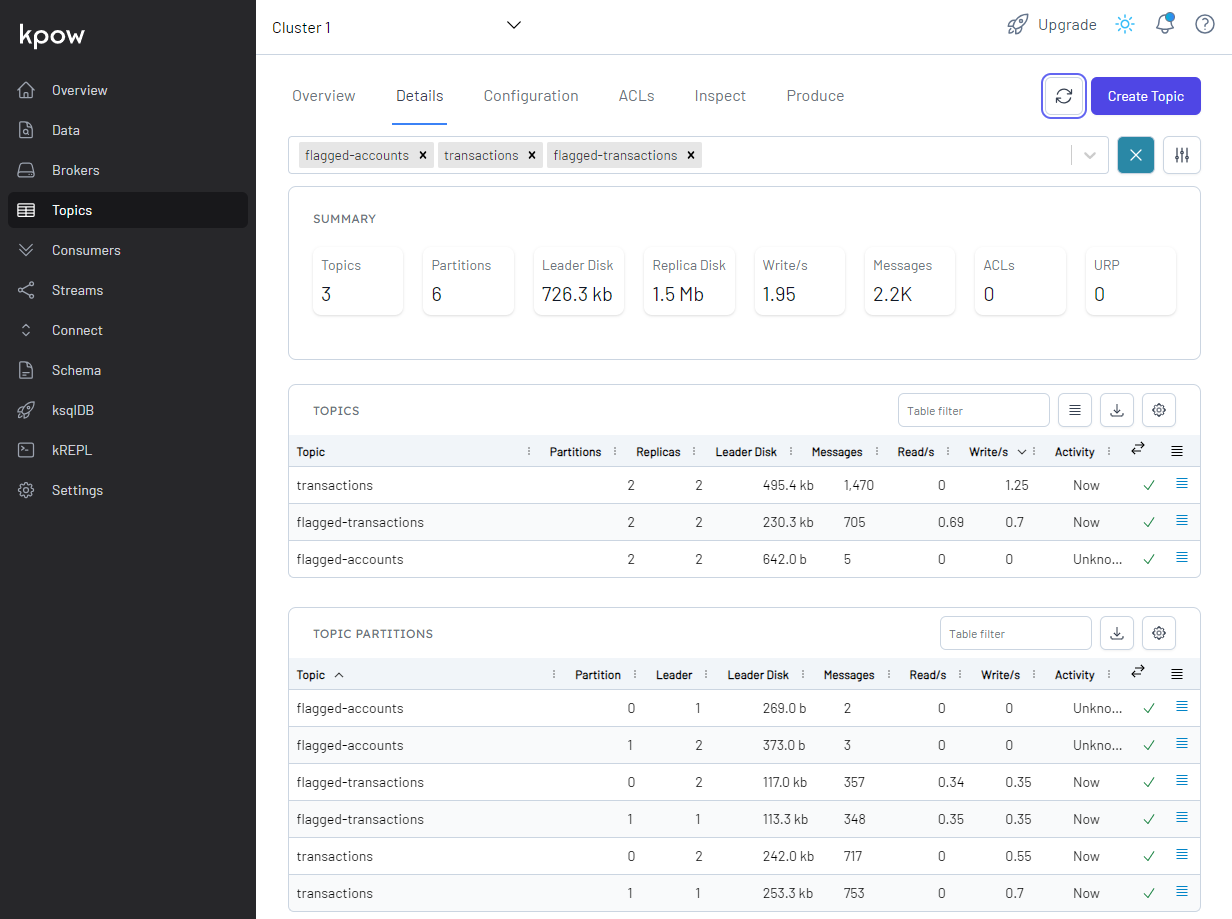 kpow
Cluster 1
Upgrade
Overview
Data
Brokers
Topics
Consumers
Streams
Connect
Schema
ksqlDB
kREPL
Settings
Overview Details Configuration ACLs Inspect Produce
Create Topic
flagged-accounts × transactions × flagged-transactions ×
SUMMARY
Topics Partitions Leader Disk Replica Disk Write/s Messages ACLs URP
3 6 726.3 kb 1.5 Mb 1.95 2.2K 0 0
TOPICS
Table filter
Topic Partitions Replicas Leader Disk Messages Read/s Write/s Activity
transactions 2 2 495.4 kb 1,470 0 1.25 Now
flagged-transactions 2 2 230.3 kb 705 0.69 0.7 Now
flagged-accounts 2 2 642.0 b 5 0 0 Unkno...
TOPIC PARTITIONS
Table filter
Topic Partition Leader Leader Disk Messages Read/s Write/s Activity
flagged-accounts 0 1 269.0 b 2 0 0 Unkno...
flagged-accounts 1 2 373.0 b 3 0 0 Unkno...
flagged-transactions 0 2 117.0 kb 357 0.34 0.35 Now
flagged-transactions 1 1 113.3 kb 348 0.35 0.35 Now
transactions 0 2 242.0 kb 717 0 0.55 Now
transactions 1 1 253.3 kb 753 0 0.7 Now